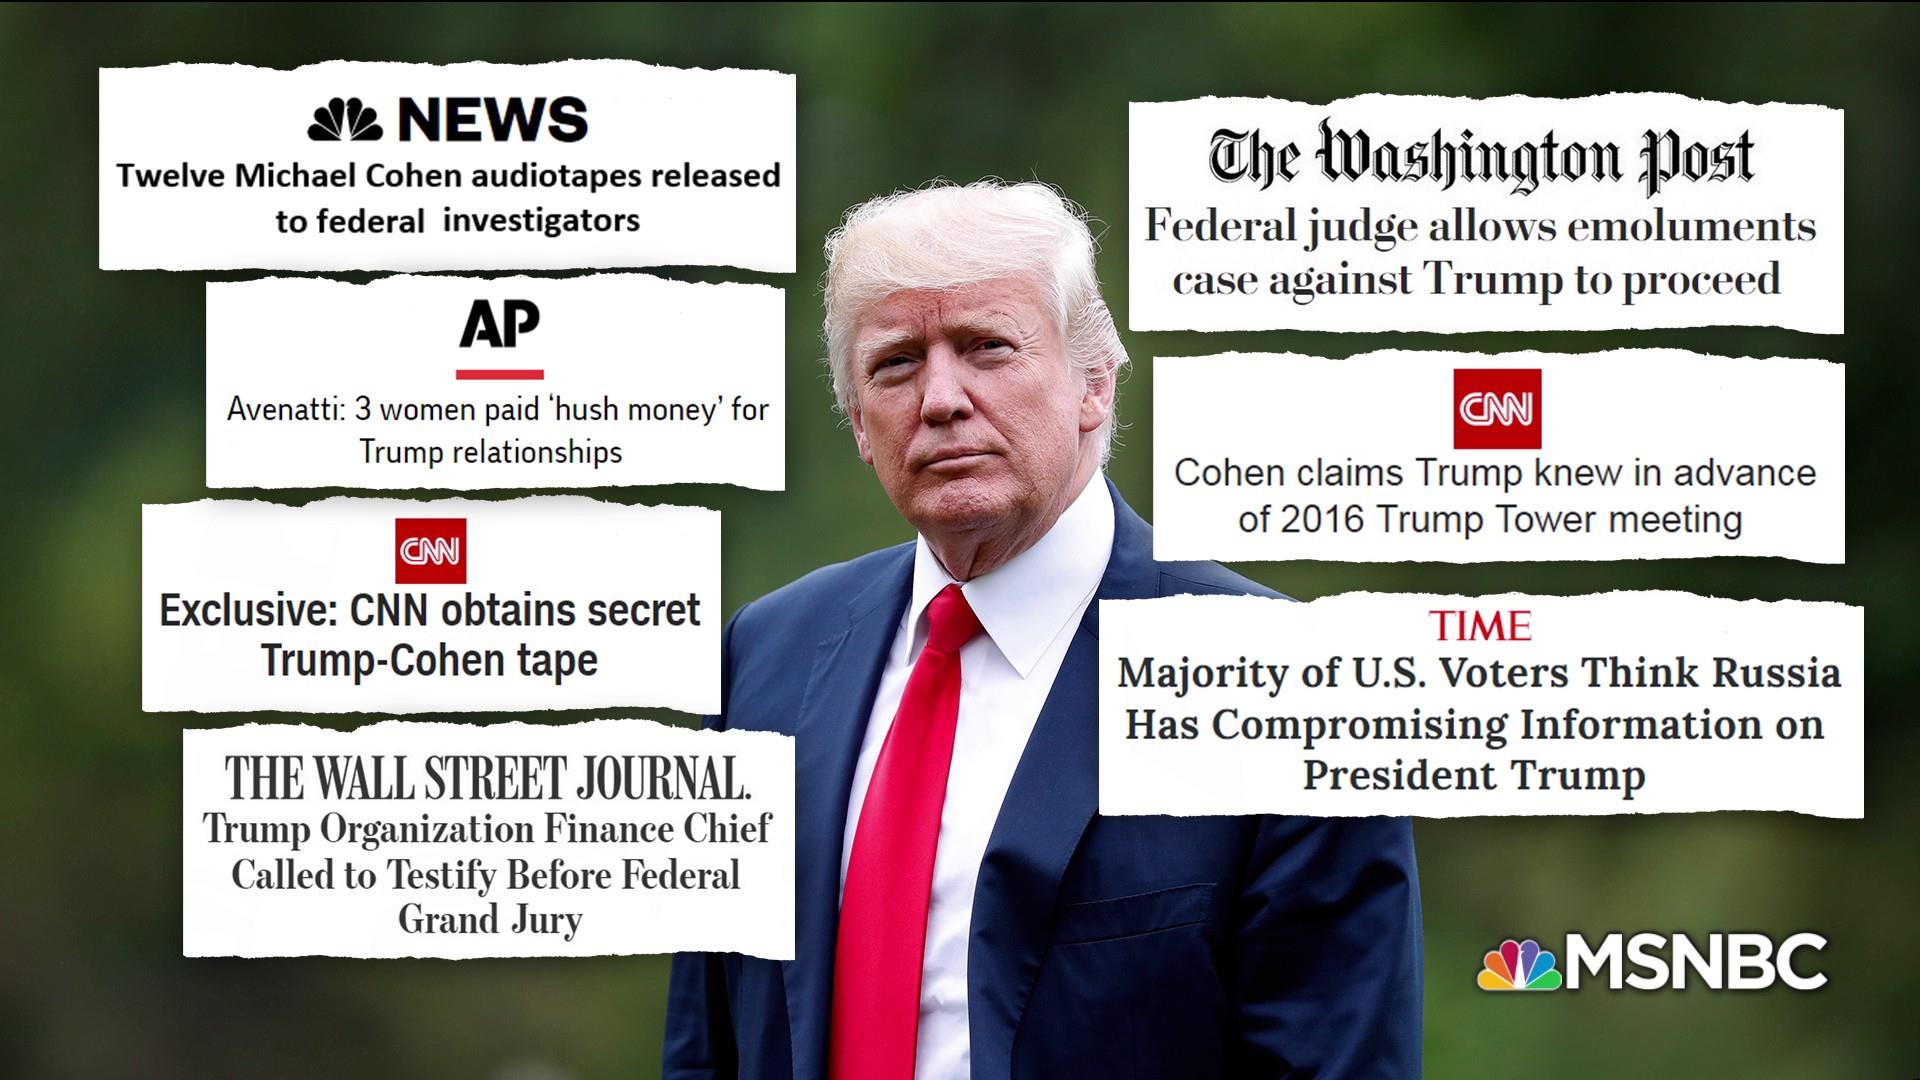 NEWS
Twelve Michael Cohen audiotapes released
to federal investigators
AP
Avenatti: 3 women paid ‘hush money’ for
Trump relationships
CNN
Exclusive: CNN obtains secret
Trump-Cohen tape
THE WALL STREET JOURNAL.
Trump Organization Finance Chief
Called to Testify Before Federal
Grand Jury
The Washington Post
Federal judge allows emoluments
case against Trump to proceed
CNN
Cohen claims Trump knew in advance
of 2016 Trump Tower meeting
TIME
Majority of U.S. Voters Think Russia
Has Compromising Information on
President Trump
MSNBC